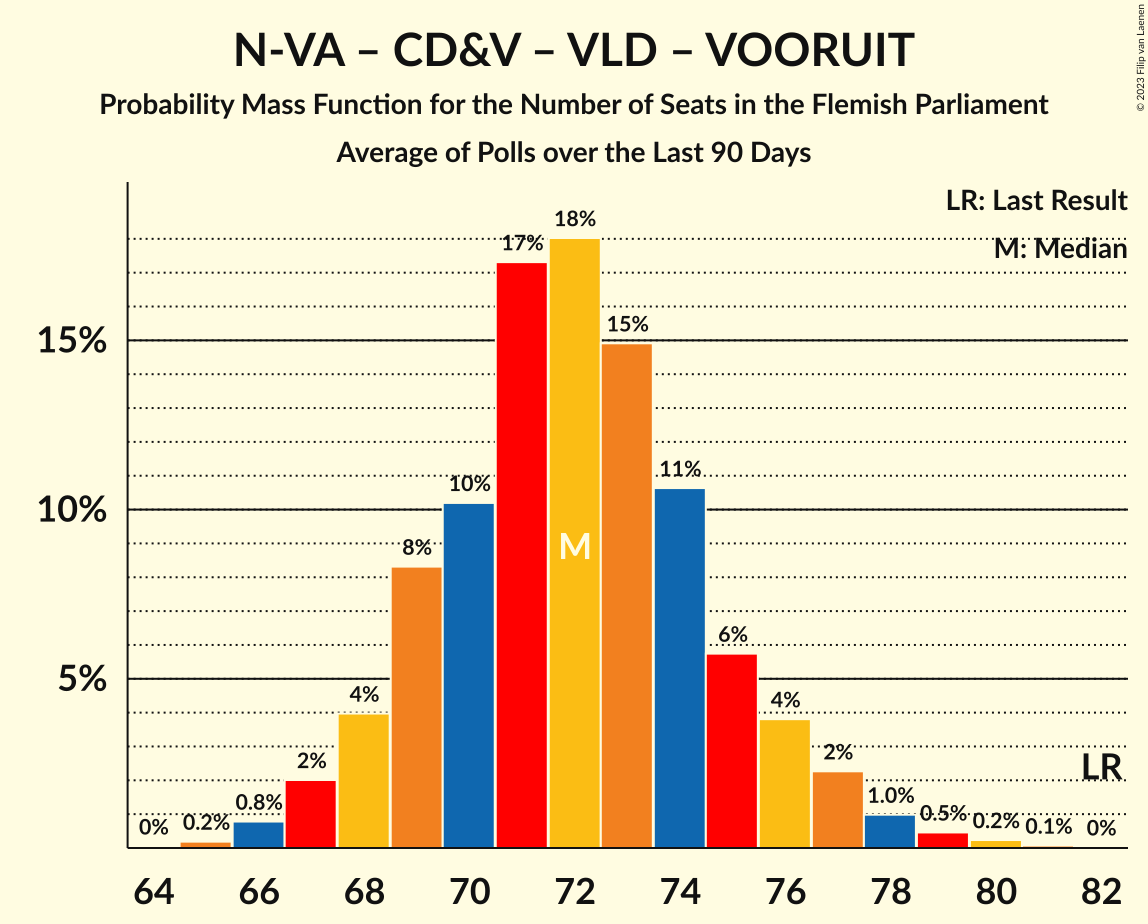 N-VA – CD&V – VLD – VOORUIT
Probability Mass Function for the Number of Seats in the Flemish Parliament
Average of Polls over the Last 90 Days
© 2023 Filip van Laenen
LR: Last Result
M: Median
18%
17%
15%
15%
11%
10%
10%
M
8%
6%
5%
4%
4%
2%
2%
LR
0.8%
1.0%
0%
0.2%
0.5%
0.2%
0.1%
0%
64 66 68 70 72 74 76 78 80 82